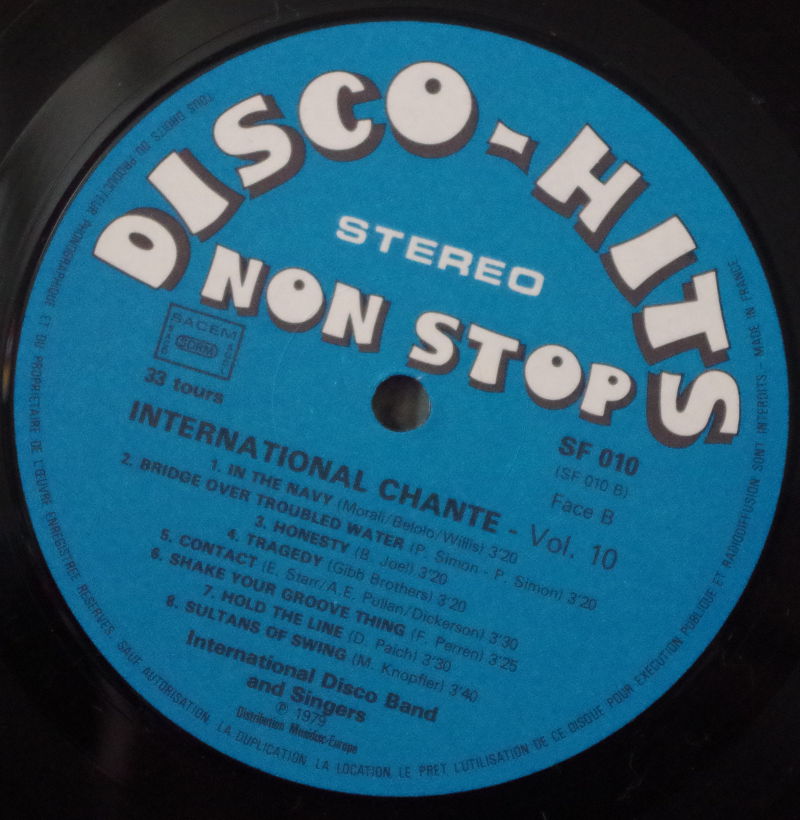 DISCO-HITS
STEREO
NON STOP
SACEM
SDRM
33 tours
SF 010
(SF 010 B)
Face B
INTERNATIONAL CHANTE - Vol. 10
1. IN THE NAVY (Morali/Belolo/Willis) 3'20
2. BRIDGE OVER TROUBLED WATER (P. Simon - P. Simon) 3'20
3. HONESTY (B. Joel) 3'20
4. TRAGEDY (Gibb Brothers) 3'20
5. CONTACT (E. Starr/A.E. Pullan/Dickerson) 3'30
6. SHAKE YOUR GROOVE THING (F. Perren) 3'25
7. HOLD THE LINE (D. Paich) 3'30
8. SULTANS OF SWING (M. Knopfler) 3'40
International Disco Band
and Singers
℗ 1979
Distribution Musidisc-Europe
TOUS DROITS DU PRODUCTEUR PHONOGRAPHIQUE ET DU PROPRIETAIRE DE L'ŒUVRE ENREGISTREE RESERVES. SAUF AUTORISATION, LA DUPLICATION, LA LOCATION, LE PRET, L'UTILISATION DE CE DISQUE POUR EXECUTION PUBLIQUE ET RADIODIFFUSION SONT INTERDITS - MADE IN FRANCE